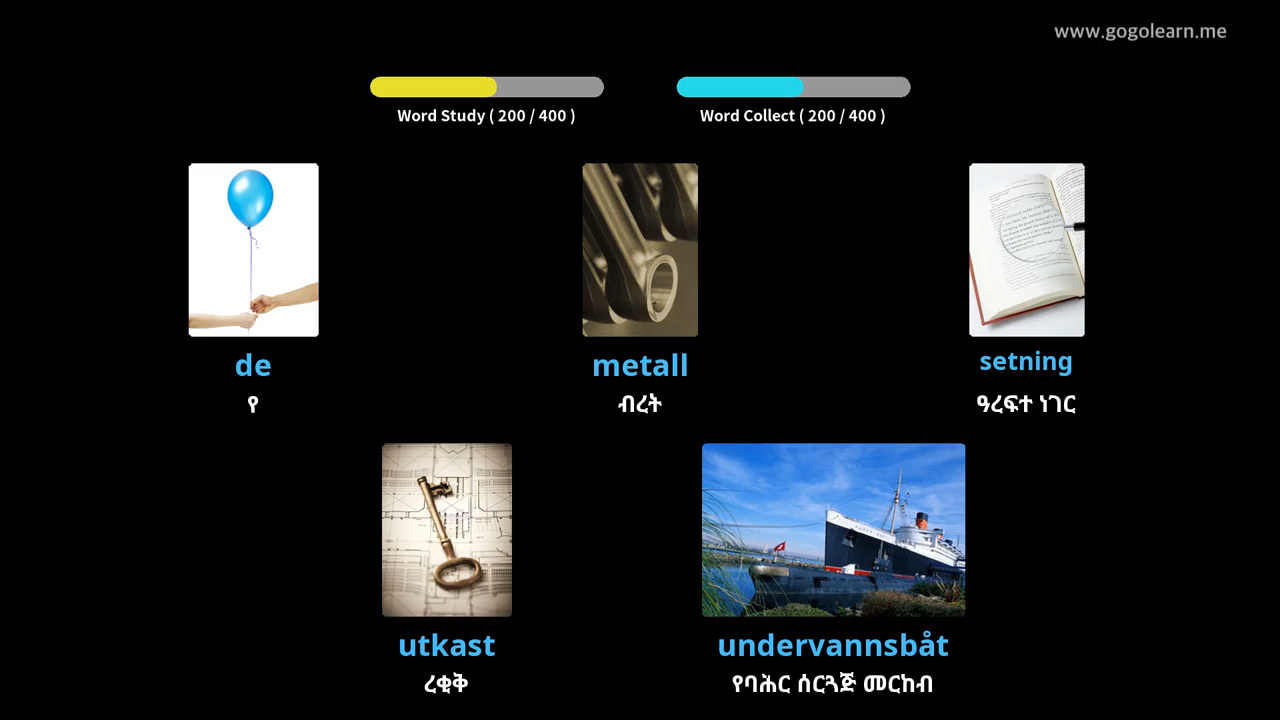 www.gogolearn.me
Word Study ( 200 / 400 )
Word Collect ( 200 / 400 )
de
የ
metall
ብረት
setning
ዓረፍተ ነገር
utkast
ረቂቅ
undervannsbåt
የባሕር ሰርጓጅ መርከብ